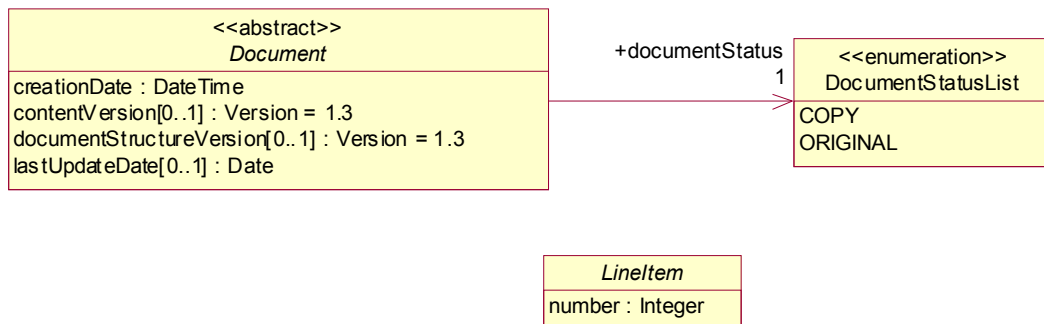 <<abstract>>
Document
creationDate : DateTime
contentVersion[0..1] : Version = 1.3
documentStructureVersion[0..1] : Version = 1.3
lastUpdateDate[0..1] : Date
+documentStatus
1
<<enumeration>>
DocumentStatusList
COPY
ORIGINAL
LineItem
number : Integer